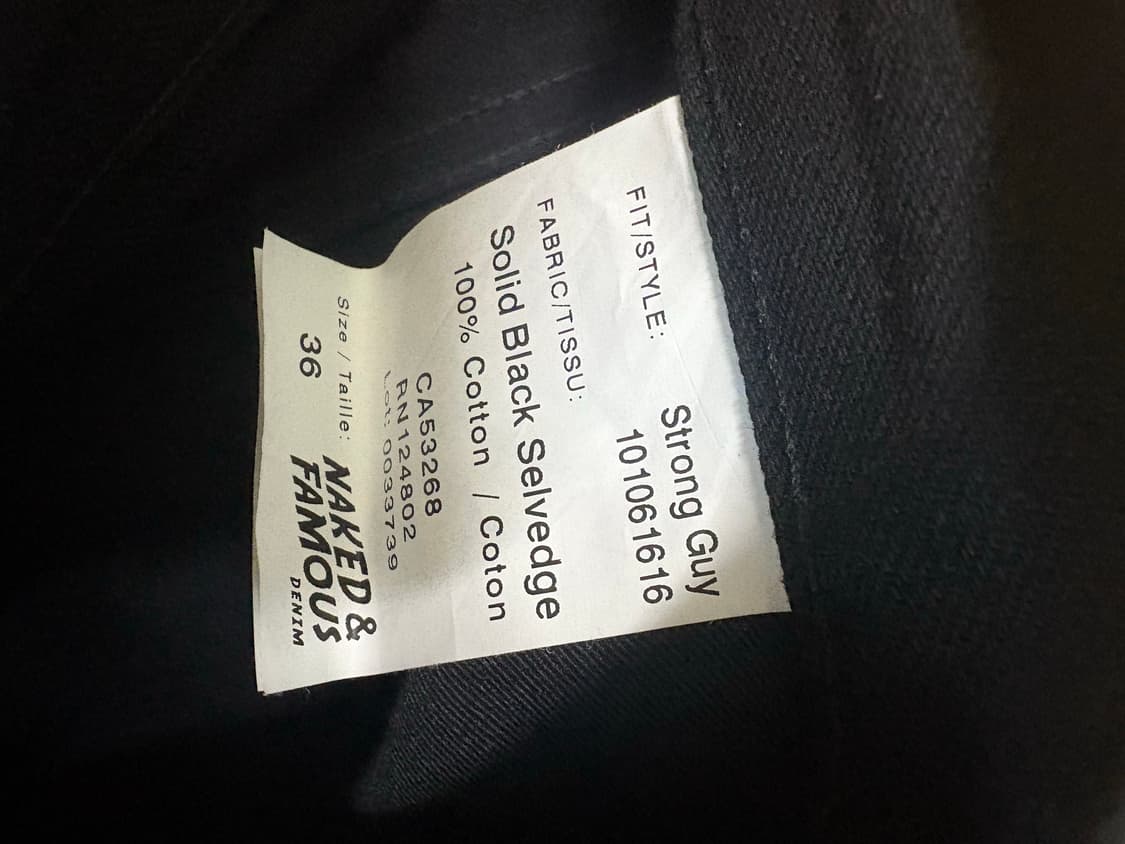 FIT/STYLE:
Strong Guy
101061616
FABRIC/TISSU:
Solid Black Selvedge
100% Cotton / Coton
CA53268
RN124802
Lot: 0033739
Size / Taille:
36
NAKED &
FAMOUS
DENIM